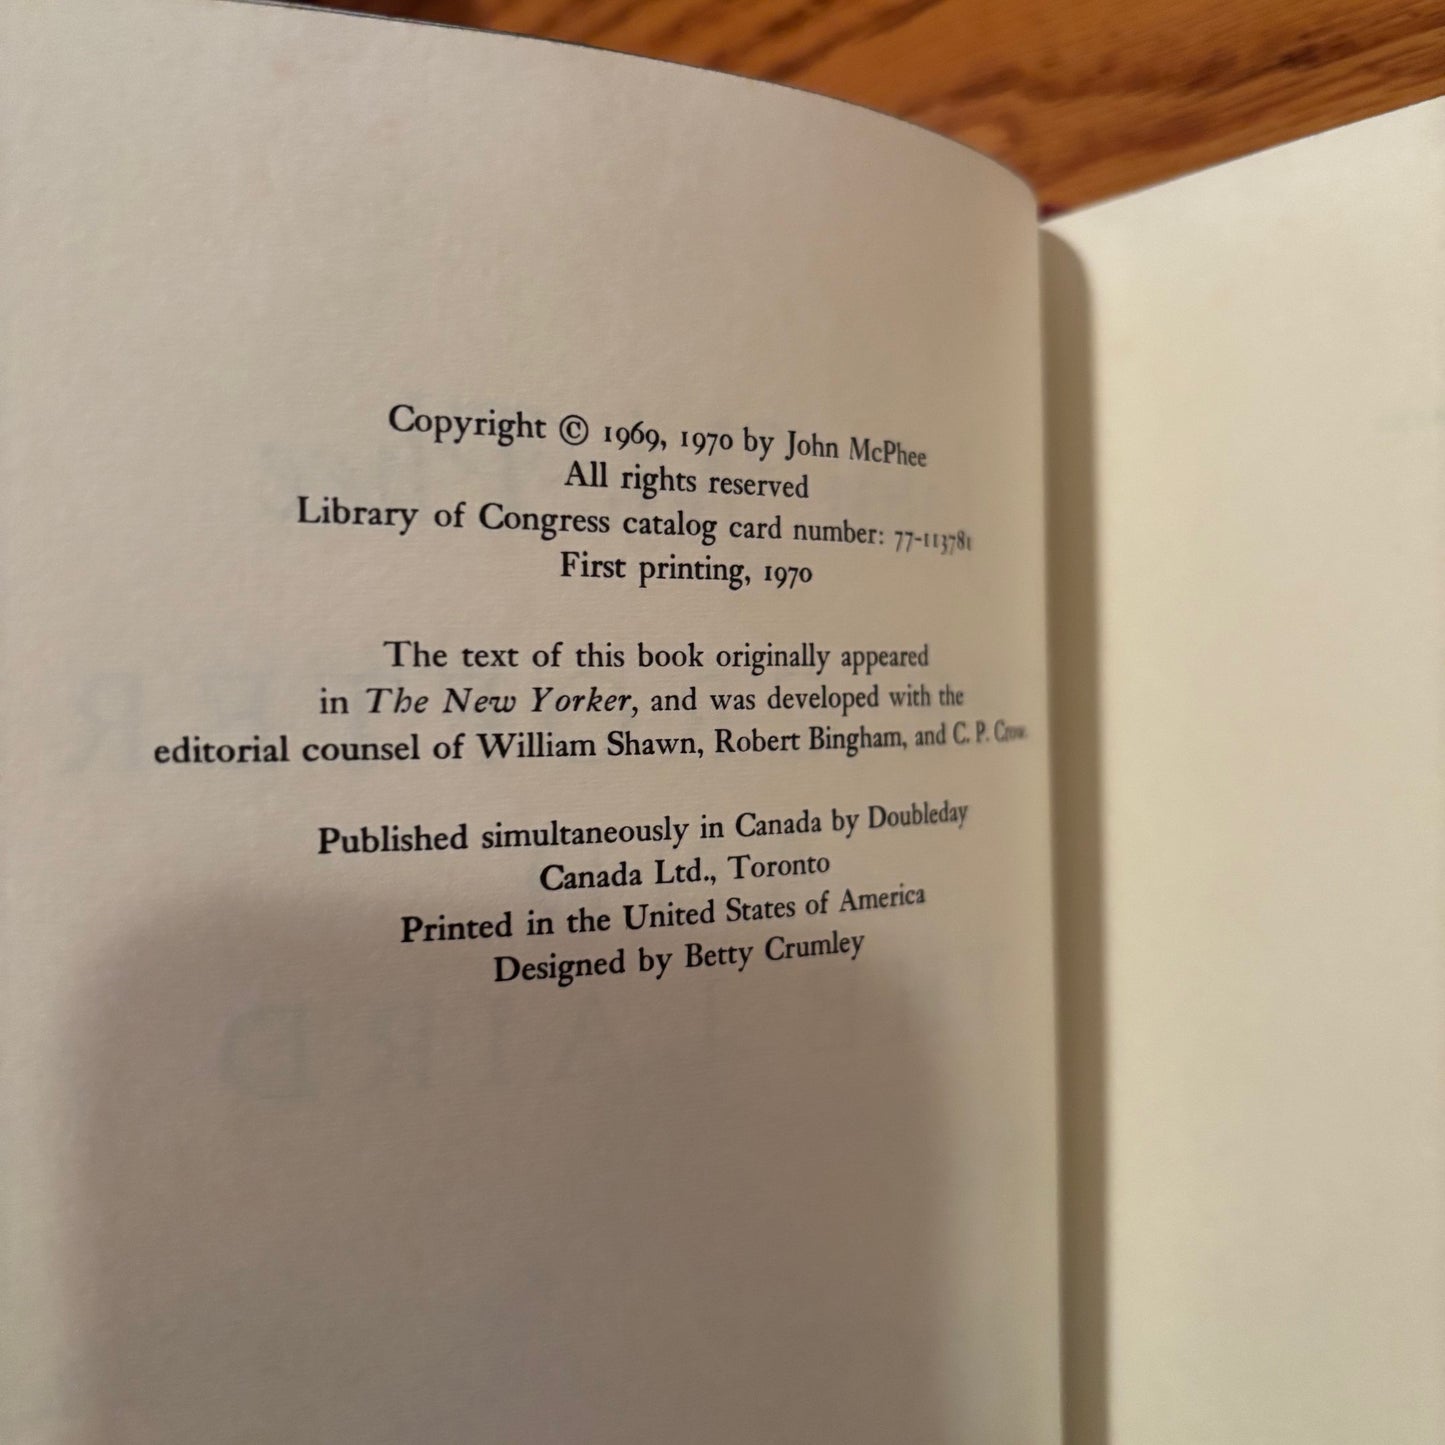 Copyright © 1969, 1970 by John McPhee
All rights reserved
Library of Congress catalog card number: 77-113781
First printing, 1970
The text of this book originally appeared
in The New Yorker, and was developed with the
editorial counsel of William Shawn, Robert Bingham, and C. P. Crow.
Published simultaneously in Canada by Doubleday
Canada Ltd., Toronto
Printed in the United States of America
Designed by Betty Crumley